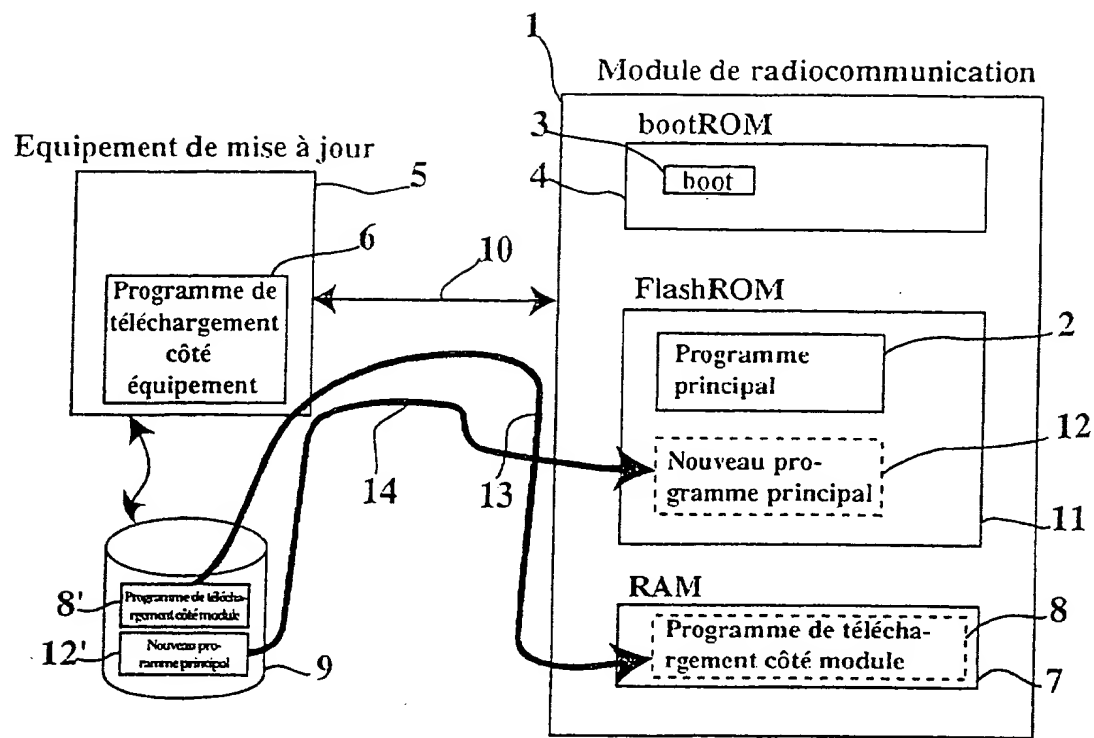 1
Module de radiocommunication
bootROM
3
boot
4
Equipement de mise à jour
5
6
Programme de
téléchargement
côté
équipement
10
FlashROM
2
Programme
principal
12
Nouveau pro-
gramme principal
14
13
11
RAM
8
Programme de télécha-
rgement côté module
7
8'
Programme de télécha-
rgement côté module
12'
Nouveau pro-
gramme principal
9